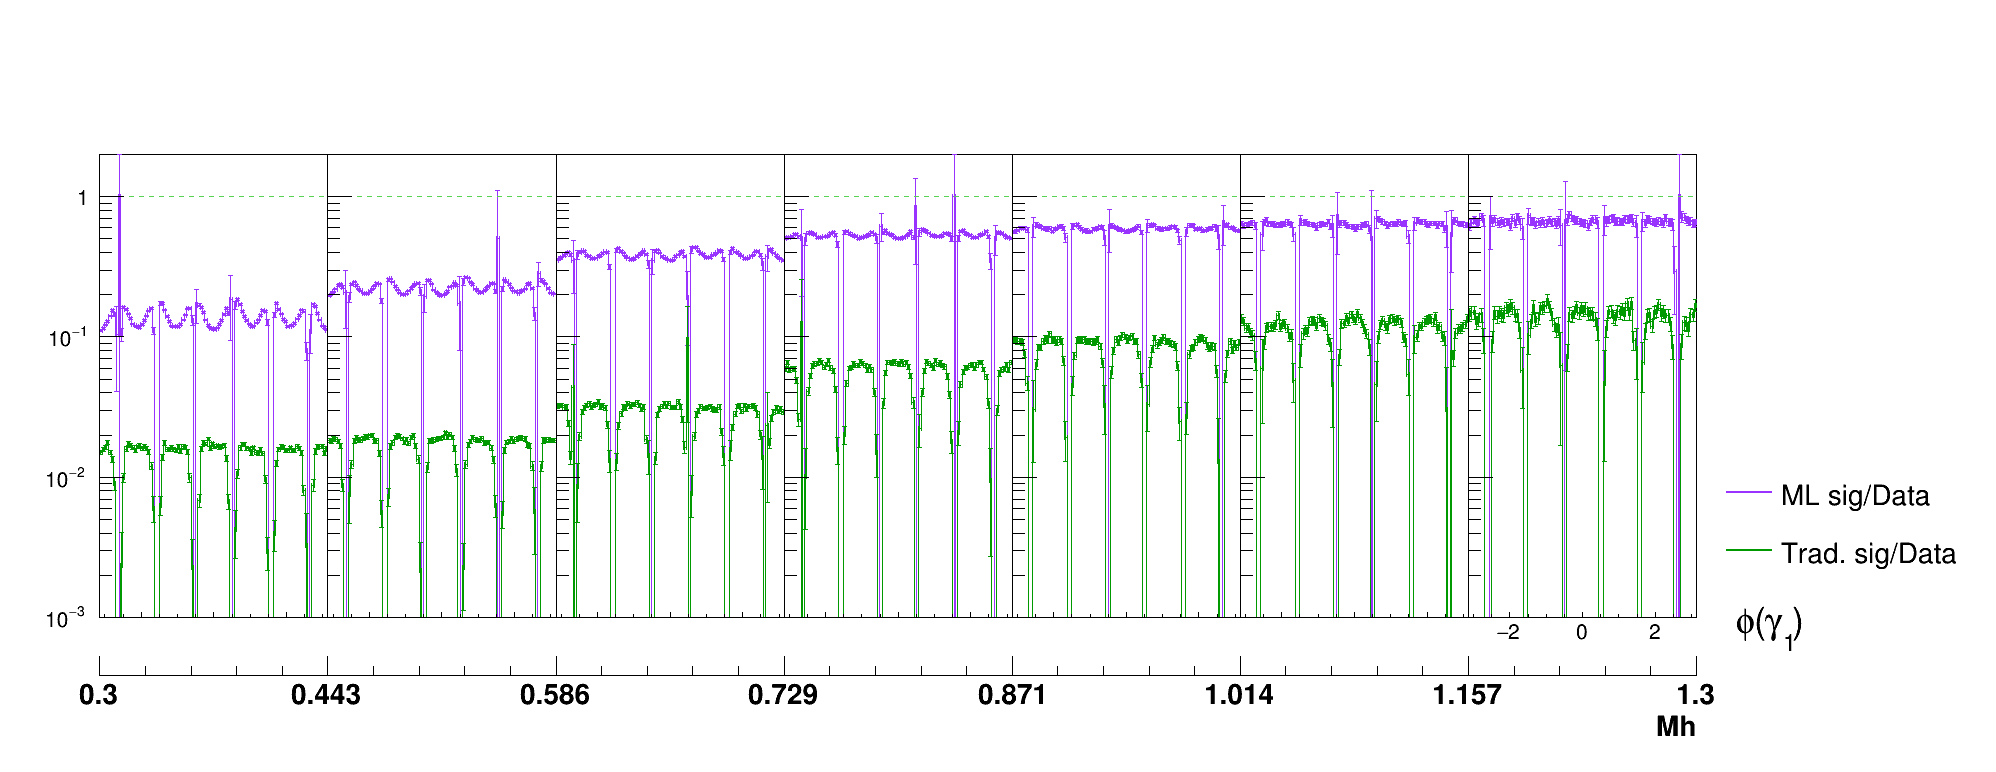 1
10⁻¹
10⁻²
10⁻³
ML sig/Data
Trad. sig/Data
−2 0 2
ϕ(γ₁)
0.3 0.443 0.586 0.729 0.871 1.014 1.157 1.3
Mh